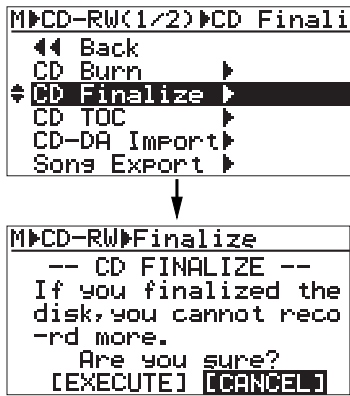 M▶CD-RW(1/2)▶CD Finali
◀◀ Back
CD Burn ▶
CD Finalize ▶
CD TOC ▶
CD-DA Import▶
Song Export ▶
M▶CD-RW▶Finalize
-- CD FINALIZE --
If you finalized the
disk,you cannot reco
-rd more.
Are you sure?
[EXECUTE] [CANCEL]